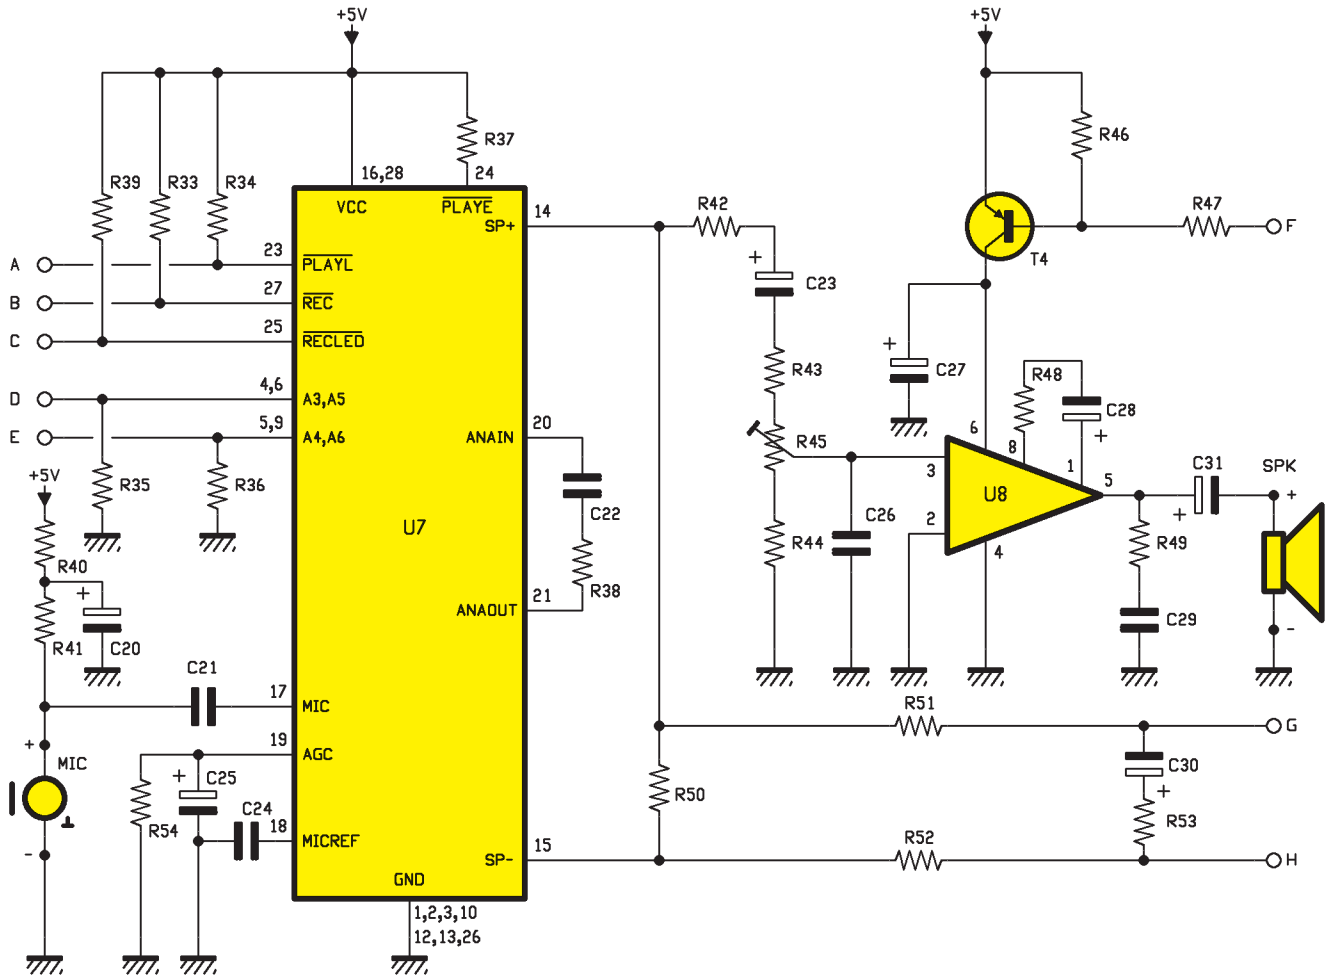 +5V
+5V
R37
R46
R39
R33
R34
16,28
24
VCC
PLAYE
14
SP+
R42
R47
F
T4
A
23
PLAYL
B
27
REC
C
25
RECLED
+
C23
D
4,6
A3,A5
E
5,9
A4,A6
R43
+
C27
R48
C28
+
20
ANAIN
R45
6
8
3
1
5
C31
SPK
+
+
+5V
R35
R36
U7
C22
U8
2
4
C26
R44
R49
R40
+
R38
21
ANAOUT
C29
-
R41
C20
C21
17
MIC
R51
G
+
MIC
19
AGC
+
C25
C24
R54
18
MICREF
R50
C30
+
R53
-
15
SP-
R52
H
GND
1,2,3,10
12,13,26